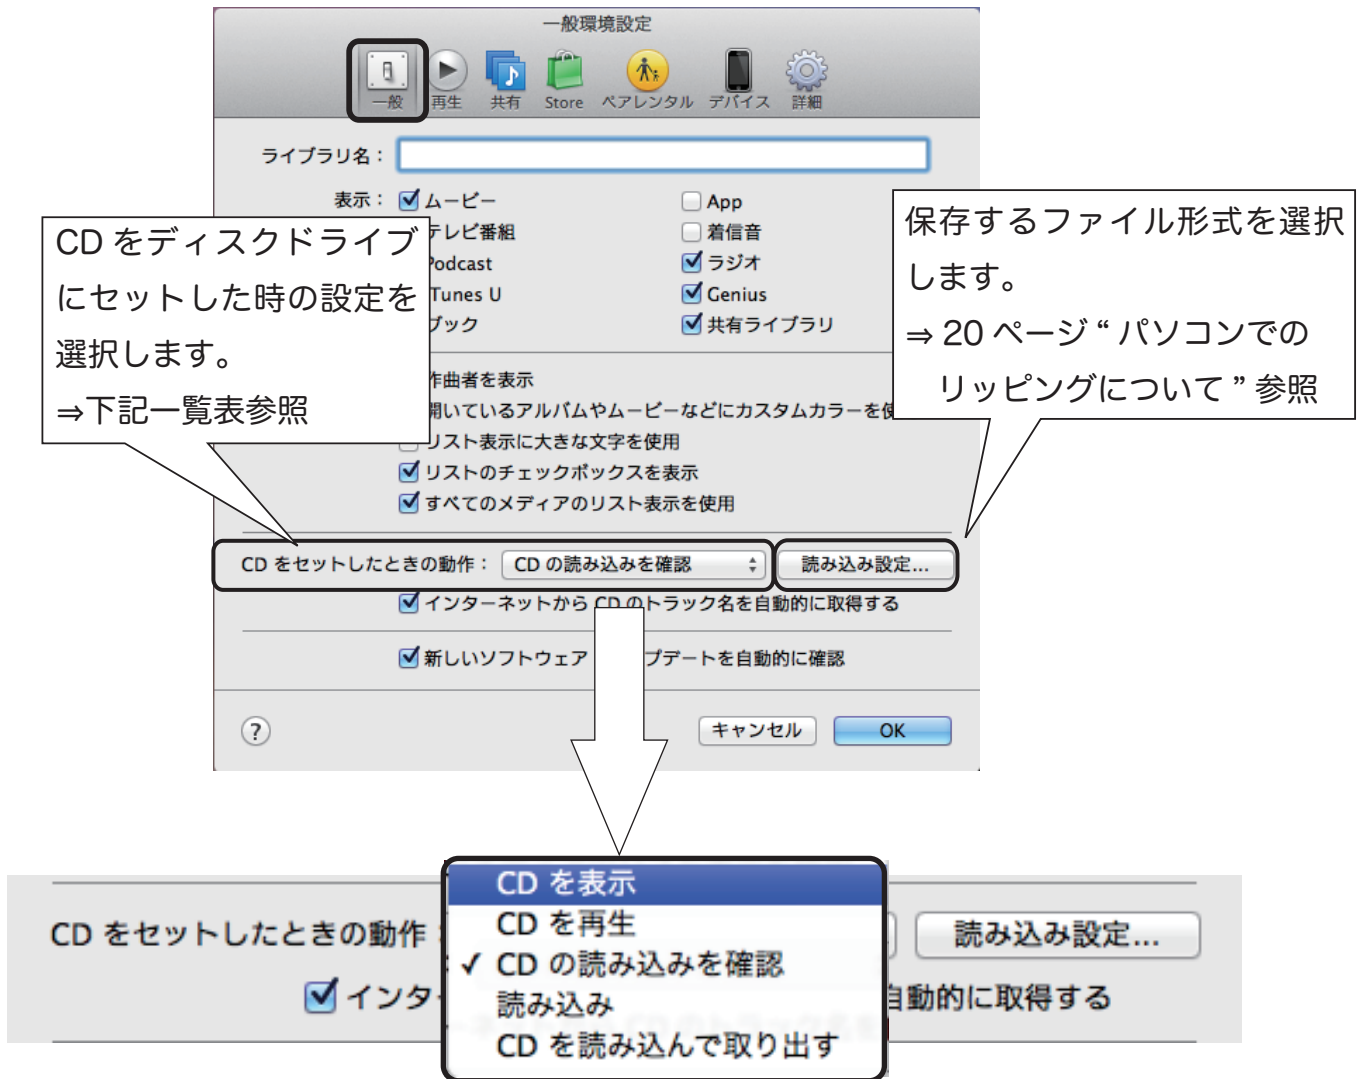 一般環境設定
一般 再生 共有 Store ペアレンタル デバイス 詳細
ライブラリ名：
表示： ムービー App
テレビ番組 着信音
Podcast ラジオ
iTunes U Genius
ブック 共有ライブラリ
作曲者を表示
開いているアルバムやムービーなどにカスタムカラーを使
リスト表示に大きな文字を使用
リストのチェックボックスを表示
すべてのメディアのリスト表示を使用
CD をディスクドライブ
にセットした時の設定を
選択します。
⇒下記一覧表参照
保存するファイル形式を選択
します。
⇒ 20 ページ “ パソコンでの
リッピングについて ” 参照
CD をセットしたときの動作： CD の読み込みを確認 読み込み設定...
インターネットから CD のトラック名を自動的に取得する
新しいソフトウェア プデートを自動的に確認
? キャンセル OK
CD を表示
CD をセットしたときの動作： CD を再生 読み込み設定...
✓ CD の読み込みを確認
インタ 読み込み 自動的に取得する
CD を読み込んで取り出す